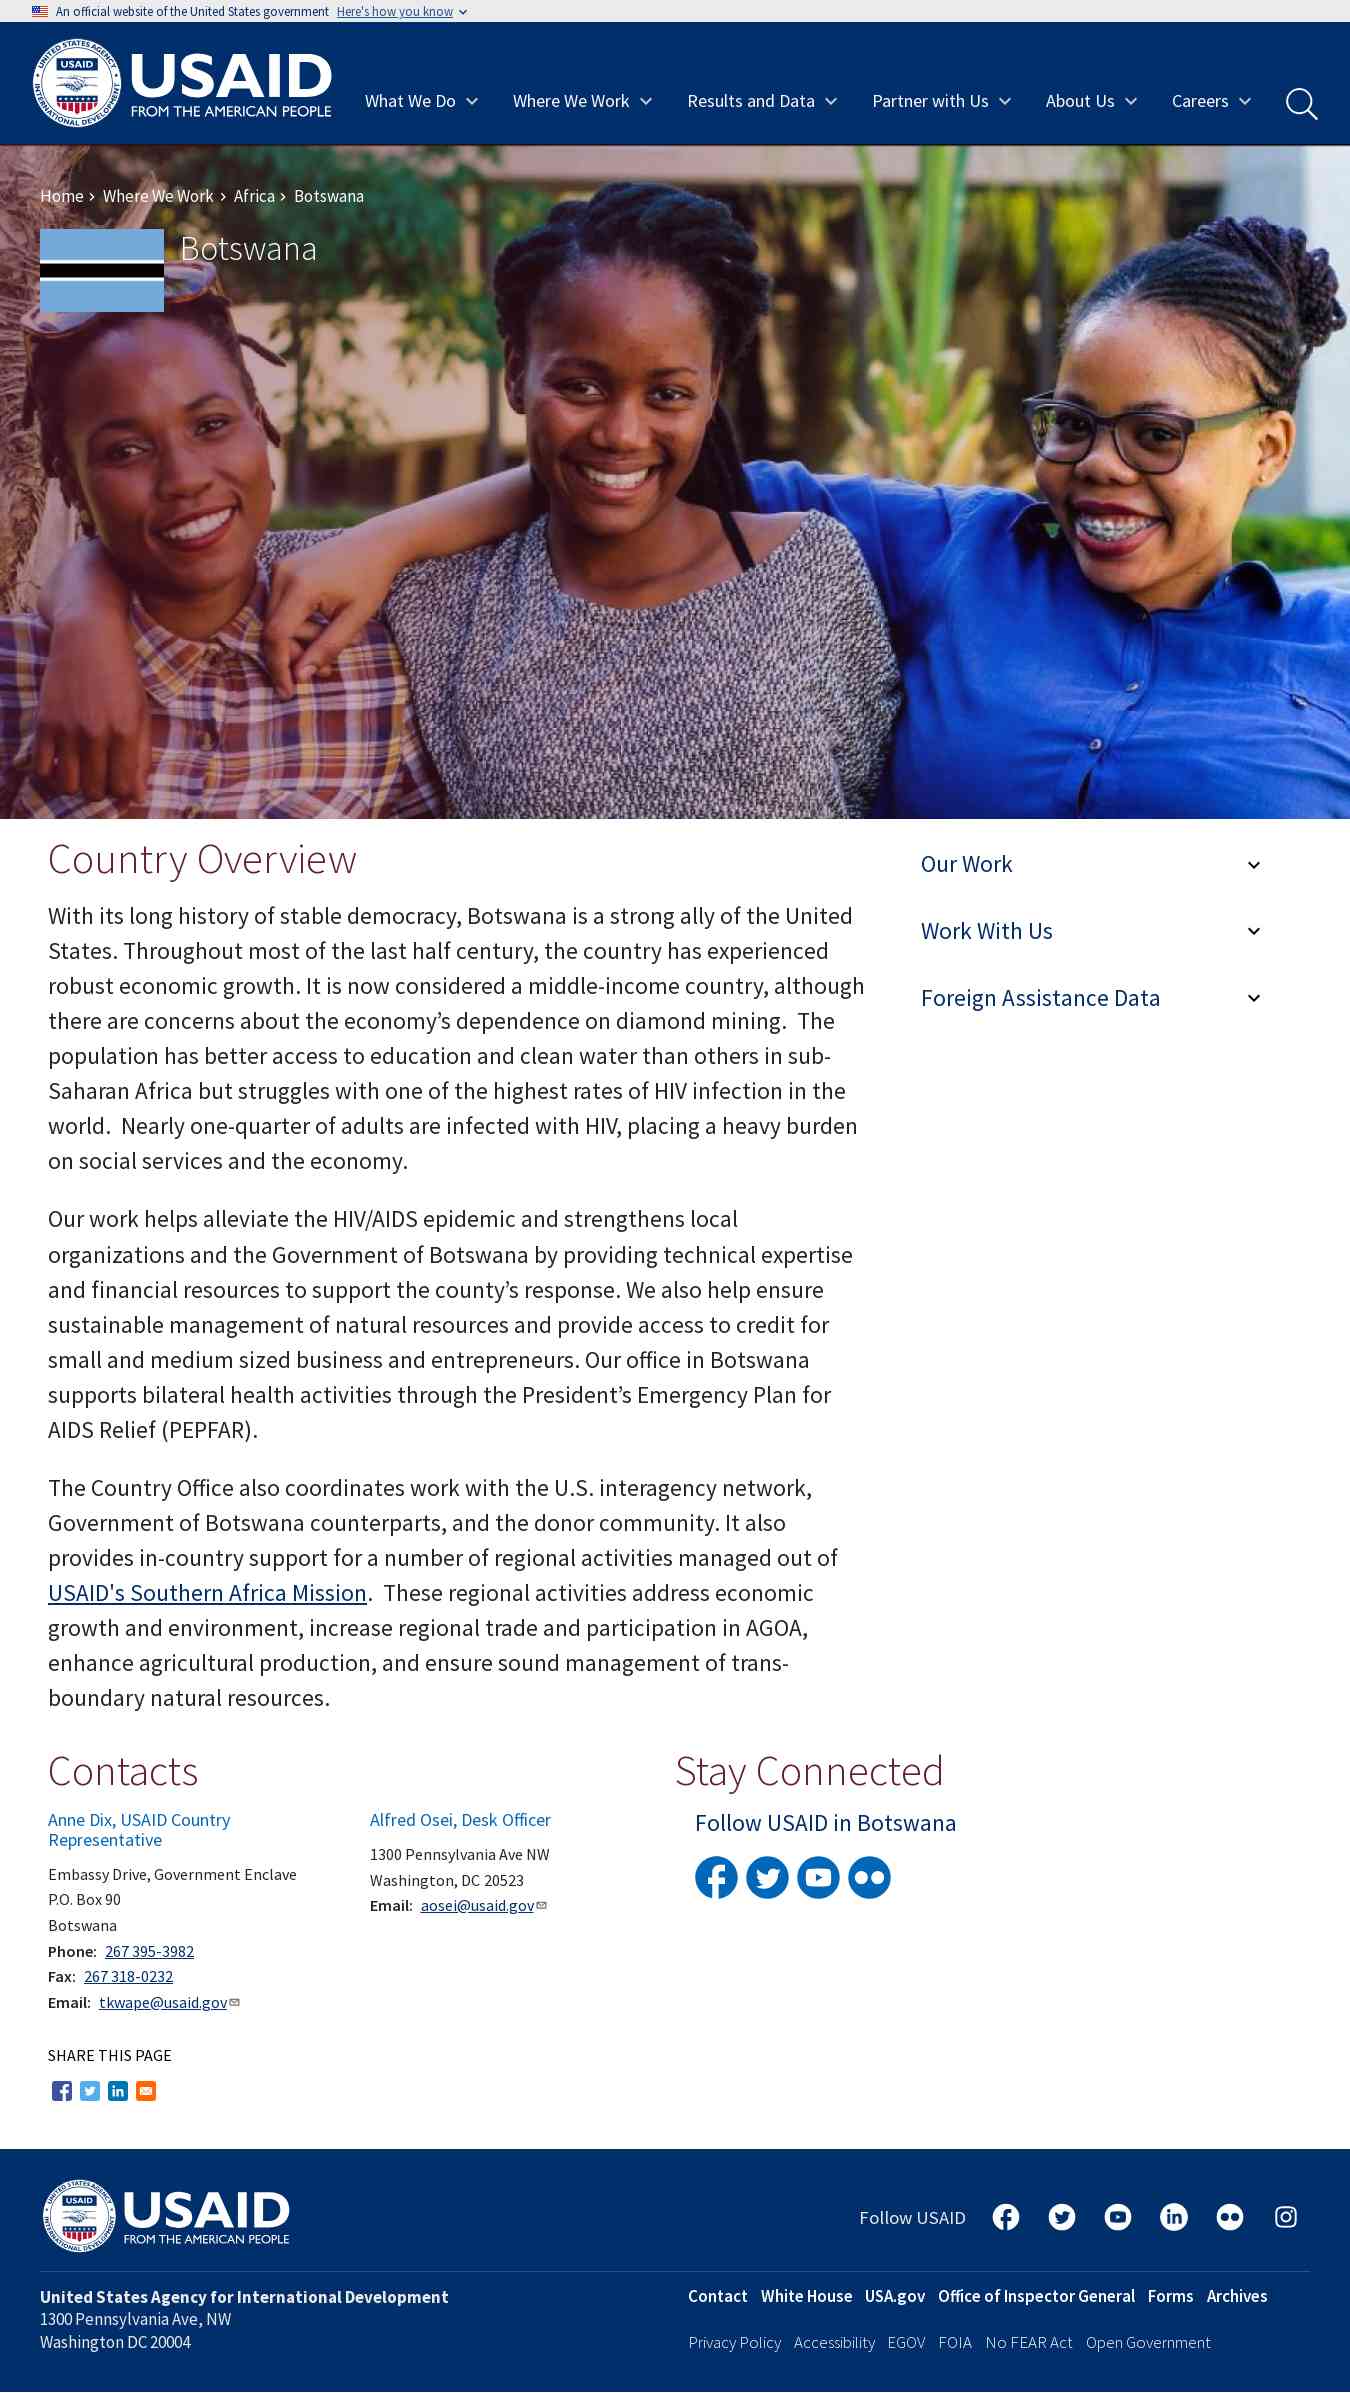 An official website of the United States government Here's how you know
USAID
FROM THE AMERICAN PEOPLE
What We Do
Where We Work
Results and Data
Partner with Us
About Us
Careers
Home
Where We Work
Africa
Botswana
Botswana
Country Overview
With its long history of stable democracy, Botswana is a strong ally of the United
States. Throughout most of the last half century, the country has experienced
robust economic growth. It is now considered a middle-income country, although
there are concerns about the economy’s dependence on diamond mining.  The
population has better access to education and clean water than others in sub-
Saharan Africa but struggles with one of the highest rates of HIV infection in the
world.  Nearly one-quarter of adults are infected with HIV, placing a heavy burden
on social services and the economy.
Our work helps alleviate the HIV/AIDS epidemic and strengthens local
organizations and the Government of Botswana by providing technical expertise
and financial resources to support the county’s response. We also help ensure
sustainable management of natural resources and provide access to credit for
small and medium sized business and entrepreneurs. Our office in Botswana
supports bilateral health activities through the President’s Emergency Plan for
AIDS Relief (PEPFAR).
The Country Office also coordinates work with the U.S. interagency network,
Government of Botswana counterparts, and the donor community. It also
provides in-country support for a number of regional activities managed out of
USAID's Southern Africa Mission.  These regional activities address economic
growth and environment, increase regional trade and participation in AGOA,
enhance agricultural production, and ensure sound management of trans-
boundary natural resources.
Our Work
Work With Us
Foreign Assistance Data
Contacts
Anne Dix, USAID Country
Representative
Embassy Drive, Government Enclave
P.O. Box 90
Botswana
Phone: 267 395-3982
Fax: 267 318-0232
Email: tkwape@usaid.gov
Alfred Osei, Desk Officer
1300 Pennsylvania Ave NW
Washington, DC 20523
Email: aosei@usaid.gov
Stay Connected
Follow USAID in Botswana
SHARE THIS PAGE
USAID
FROM THE AMERICAN PEOPLE
Follow USAID
United States Agency for International Development
1300 Pennsylvania Ave, NW
Washington DC 20004
Contact White House USA.gov Office of Inspector General Forms Archives
Privacy Policy Accessibility EGOV FOIA No FEAR Act Open Government